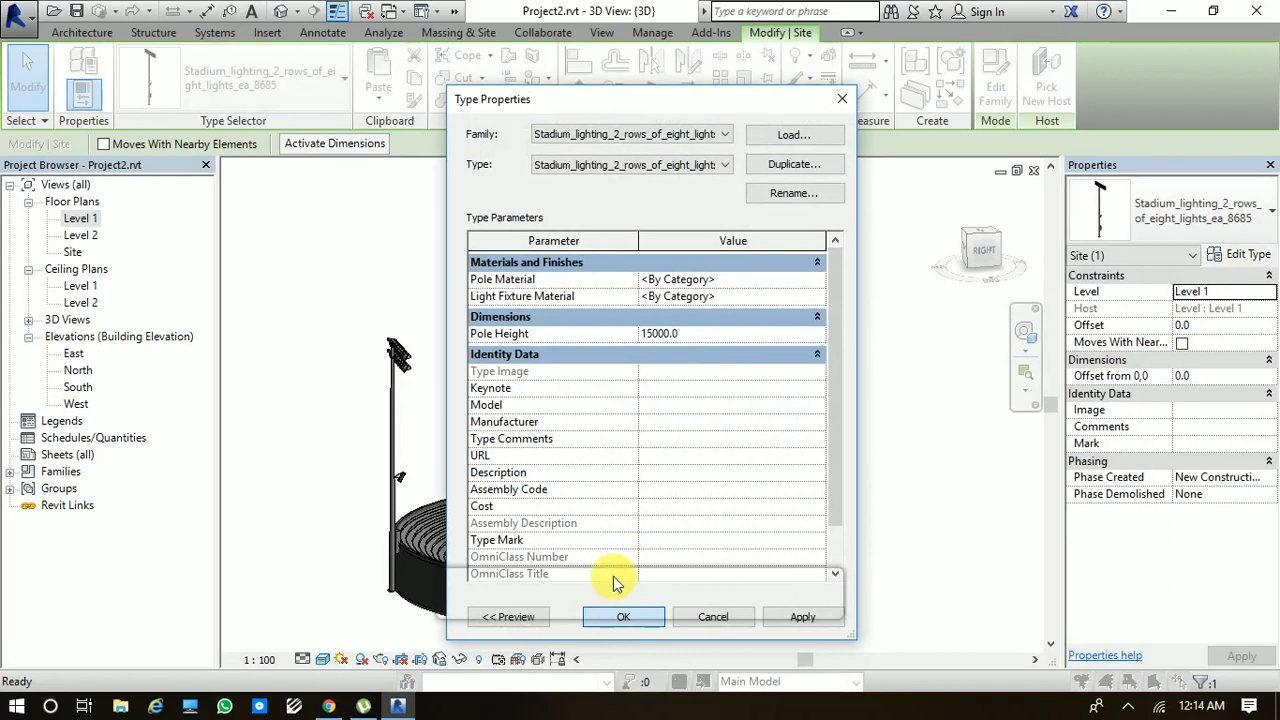 Project2.rvt - 3D View: {3D}
Type a keyword or phrase
Sign In
Architecture Structure Systems Insert Annotate Analyze Massing & Site Collaborate View Manage Add-Ins Modify | Site
Modify
Select
Properties
Stadium_lighting_2_rows_of_ei
ght_lights_ea_8685
Type Selector
Paste
Cope
Cut
Clipboard
easure
Create
Edit
Family
Mode
Pick
New Host
Host
Modify | Site
Moves With Nearby Elements
Activate Dimensions
Project Browser - Project2.rvt
Views (all)
Floor Plans
Level 1
Level 2
Site
Ceiling Plans
Level 1
Level 2
3D Views
Elevations (Building Elevation)
East
North
South
West
Legends
Schedules/Quantities
Sheets (all)
Families
Groups
Revit Links
Type Properties
Family: Stadium_lighting_2_rows_of_eight_light: Load...
Type: Stadium_lighting_2_rows_of_eight_light: Duplicate...
Rename...
Type Parameters
Parameter Value
Materials and Finishes
Pole Material <By Category>
Light Fixture Material <By Category>
Dimensions
Pole Height 15000.0
Identity Data
Type Image
Keynote
Model
Manufacturer
Type Comments
URL
Description
Assembly Code
Cost
Assembly Description
Type Mark
OmniClass Number
OmniClass Title
<< Preview OK Cancel Apply
RIGHT
Properties
Stadium_lighting_2_rows_
of_eight_lights_ea_8685
Site (1) Edit Type
Constraints
Level Level 1
Host Level : Level 1
Offset 0.0
Moves With Near...
Dimensions
Offset from 0,0 0.0
Identity Data
Image
Comments
Mark
Phasing
Phase Created New Constructi...
Phase Demolished None
Properties help Apply
1 : 100
Ready
:0
Main Model
:1
12:14 AM